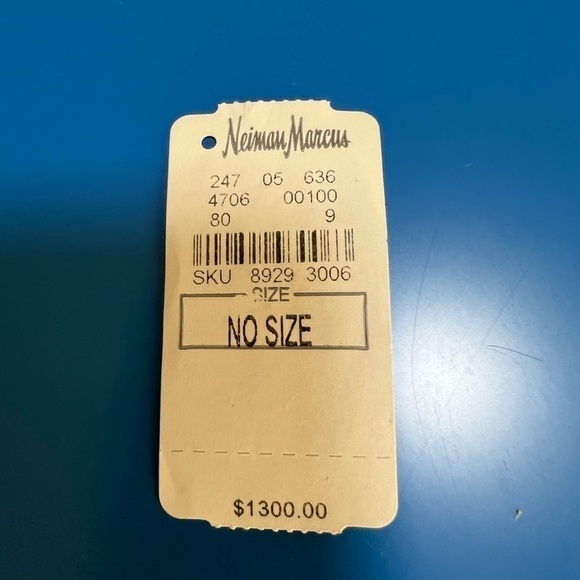 Neiman Marcus
247 05 636
4706 00100
80 9
SKU 8929 3006
SIZE
NO SIZE
$1300.00